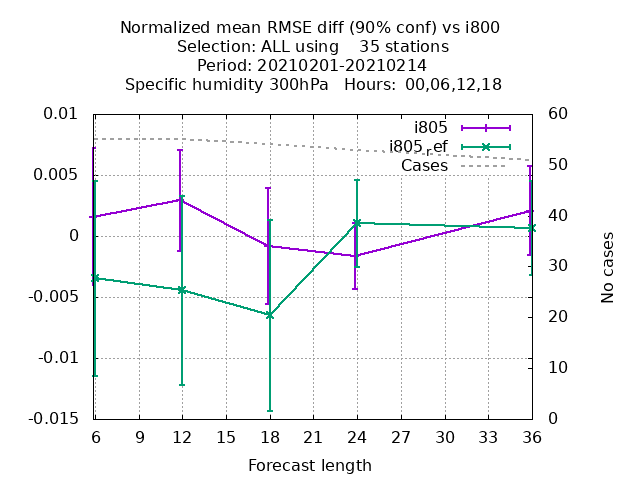 Normalized mean RMSE diff (90% conf) vs i800
Selection: ALL using    35 stations
Period: 20210201-20210214
Specific humidity 300hPa   Hours:  00,06,12,18
0.01
0.005
0
-0.005
-0.01
-0.015
60
50
40
30
20
10
0
i805
i805_ref
Cases
No cases
6 9 12 15 18 21 24 27 30 33 36
Forecast length